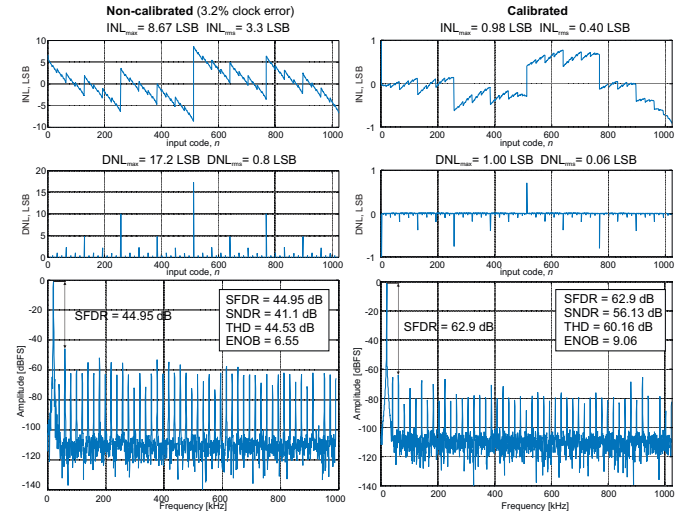 Non-calibrated (3.2% clock error)
INLmax= 8.67 LSB INLrms= 3.3 LSB
INL, LSB
10
5
0
-5
-10
0 200 400 600 800 1000
input code, n
DNLmax= 17.2 LSB DNLrms= 0.8 LSB
DNL, LSB
20
15
10
5
0
0 200 400 600 800 1000
input code, n
Amplitude [dBFS]
0
-20
-40
-60
-80
-100
-120
-140
SFDR = 44.95 dB
SFDR = 44.95 dB
SNDR = 41.1 dB
THD = 44.53 dB
ENOB = 6.55
0 200 400 600 800 1000
Frequency [kHz]
Calibrated
INLmax= 0.98 LSB INLrms= 0.40 LSB
INL, LSB
1
0
-1
0 200 400 600 800 1000
input code, n
DNLmax= 1.00 LSB DNLrms= 0.06 LSB
DNL, LSB
1
0
-1
0 200 400 600 800 1000
input code, n
Amplitude [dBFS]
0
-20
-40
-60
-80
-100
-120
-140
SFDR = 62.9 dB
SFDR = 62.9 dB
SNDR = 56.13 dB
THD = 60.16 dB
ENOB = 9.06
0 200 400 600 800 1000
Frequency [kHz]